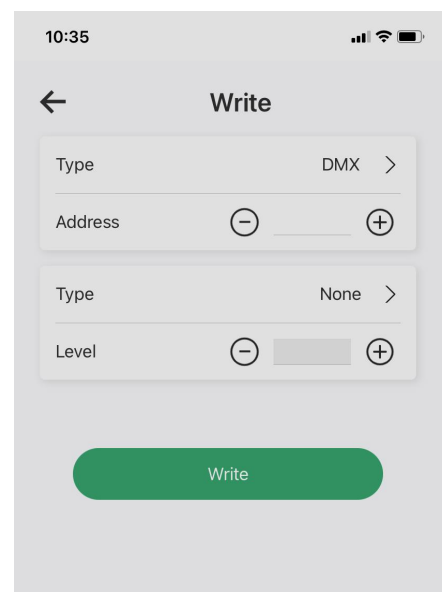 10:35
Write
Type DMX
Address
Type None
Level
Write